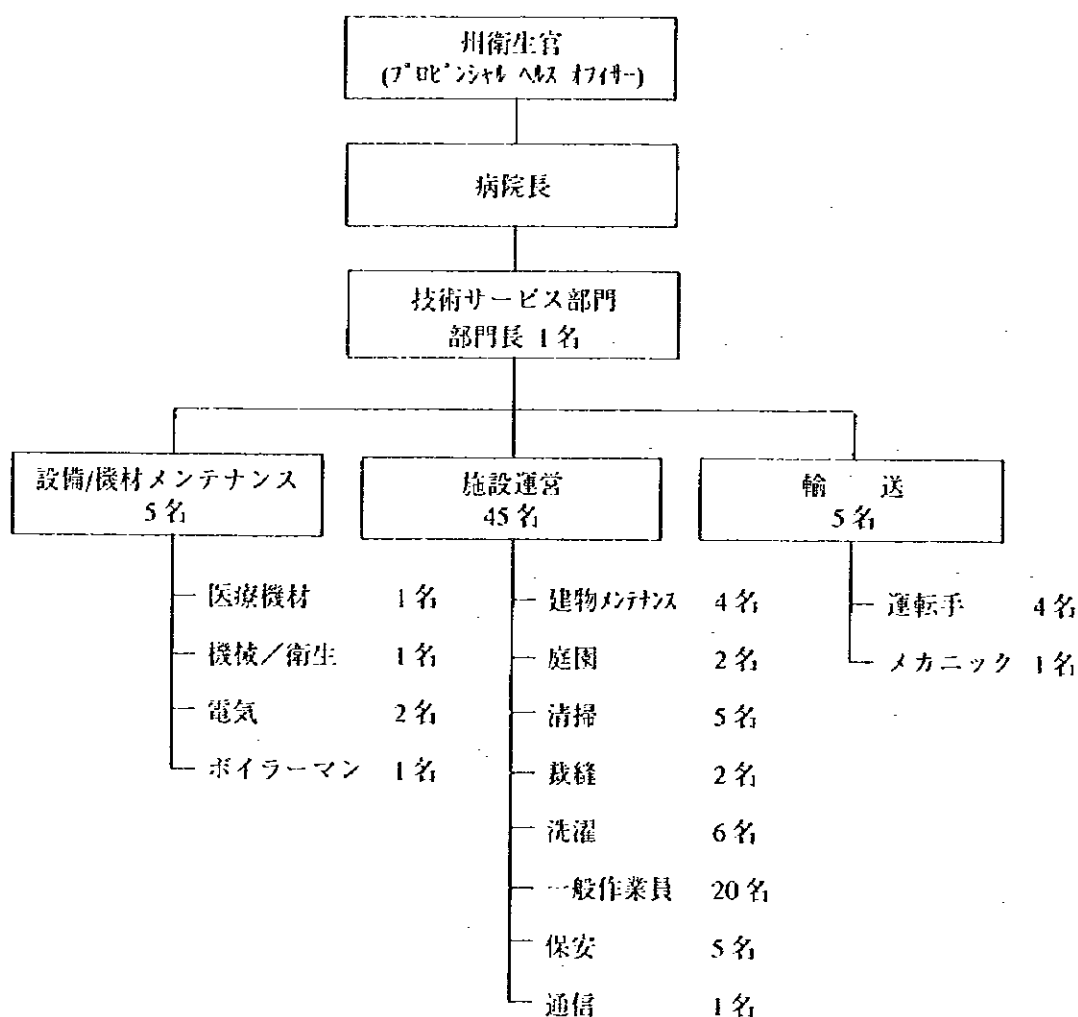 州衛生官
(プロビンシャル ヘルス オフィサー)
病院長
技術サービス部門
部門長 1名
設備/機材メンテナンス
5名
医療機材 1名
機械/衛生 1名
電気 2名
ボイラーマン 1名
施設運営
45名
建物メンテナンス 4名
庭園 2名
清掃 5名
裁縫 2名
洗濯 6名
一般作業員 20名
保安 5名
通信 1名
輸 送
5名
運転手 4名
メカニック 1名